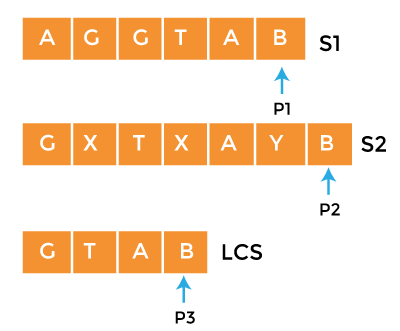 A G G T A B S1
P1
G X T X A Y B S2
P2
G T A B LCS
P3